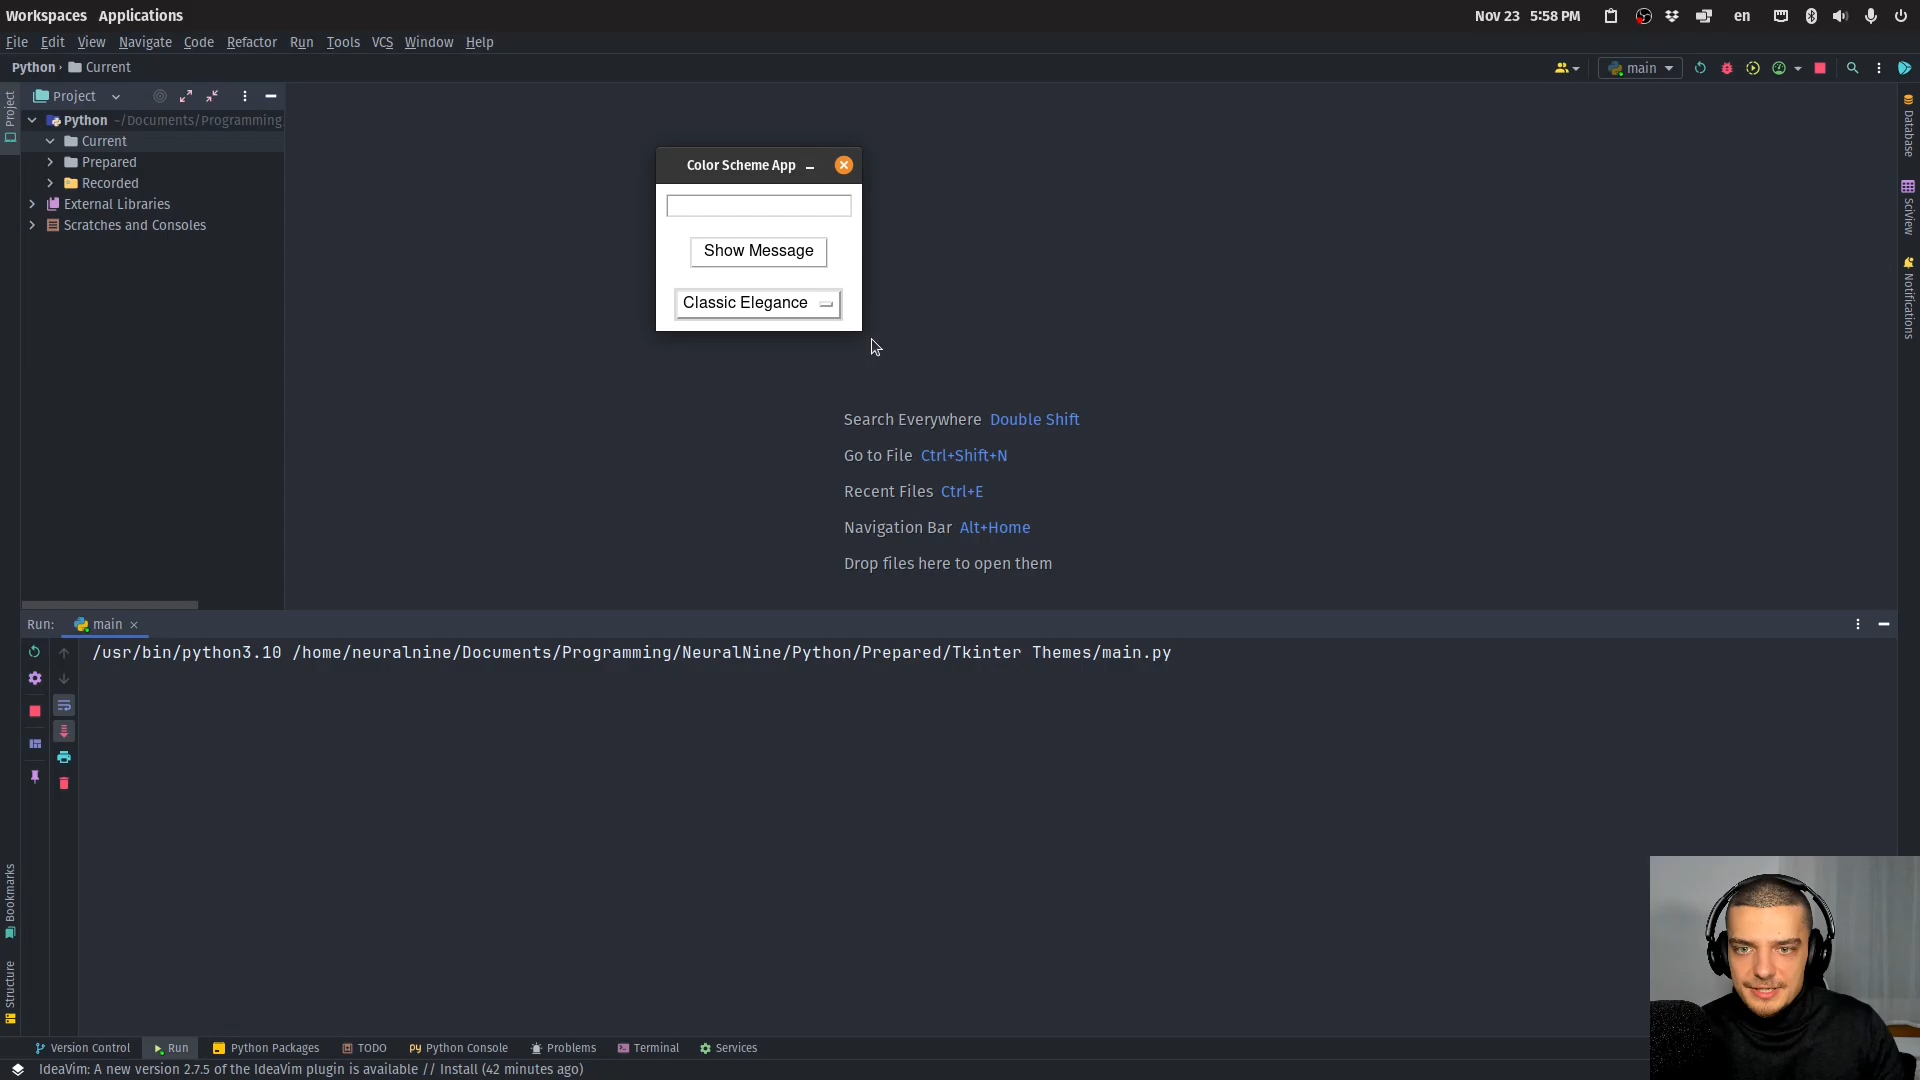 Workspaces Applications
Nov 23 5:58 PM
en
File Edit View Navigate Code Refactor Run Tools VCS Window Help
Python › Current
main
Project
Project
Python ~/Documents/Programming
Current
Prepared
Recorded
External Libraries
Scratches and Consoles
Color Scheme App
Show Message
Classic Elegance
Search Everywhere Double Shift
Go to File Ctrl+Shift+N
Recent Files Ctrl+E
Navigation Bar Alt+Home
Drop files here to open them
Database
SciView
Notifications
Run: main
/usr/bin/python3.10 /home/neuralnine/Documents/Programming/NeuralNine/Python/Prepared/Tkinter Themes/main.py
Bookmarks
Structure
Version Control Run Python Packages TODO Python Console Problems Terminal Services
IdeaVim: A new version 2.7.5 of the IdeaVim plugin is available // Install (42 minutes ago)